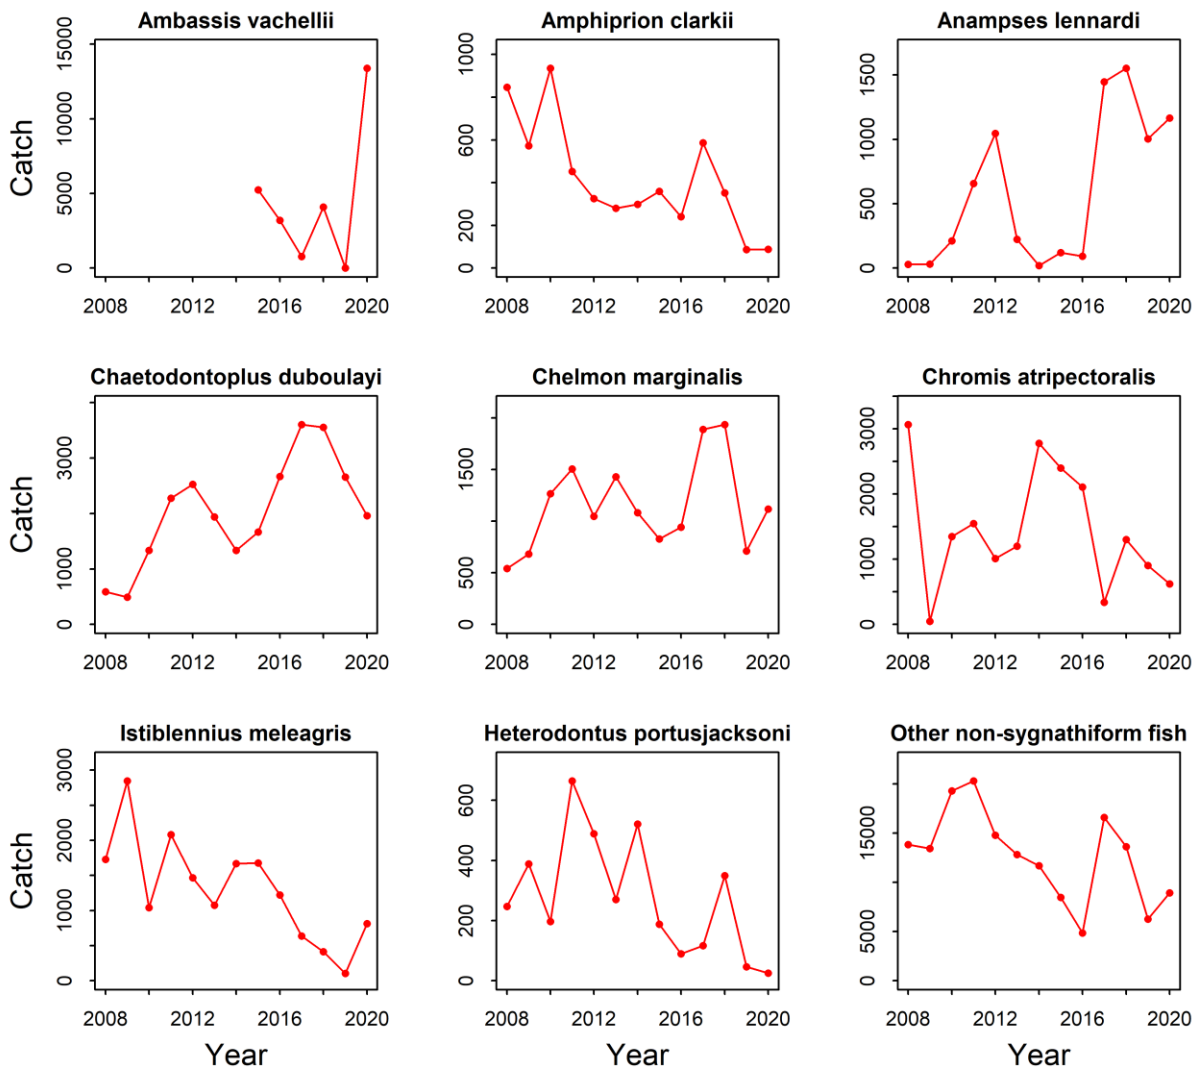 Ambassis vachellii
Amphiprion clarkii
Anampses lennardi
Catch
15000
10000
5000
0
1000
600
200
0
1500
1000
500
0
2008 2012 2016 2020
2008 2012 2016 2020
2008 2012 2016 2020
Chaetodontoplus duboulayi
Chelmon marginalis
Chromis atripectoralis
Catch
3000
1000
0
1500
500
0
3000
2000
1000
0
2008 2012 2016 2020
2008 2012 2016 2020
2008 2012 2016 2020
Istiblennius meleagris
Heterodontus portusjacksoni
Other non-sygnathiform fish
Catch
3000
2000
1000
0
600
400
200
0
15000
5000
0
2008 2012 2016 2020
2008 2012 2016 2020
2008 2012 2016 2020
Year
Year
Year